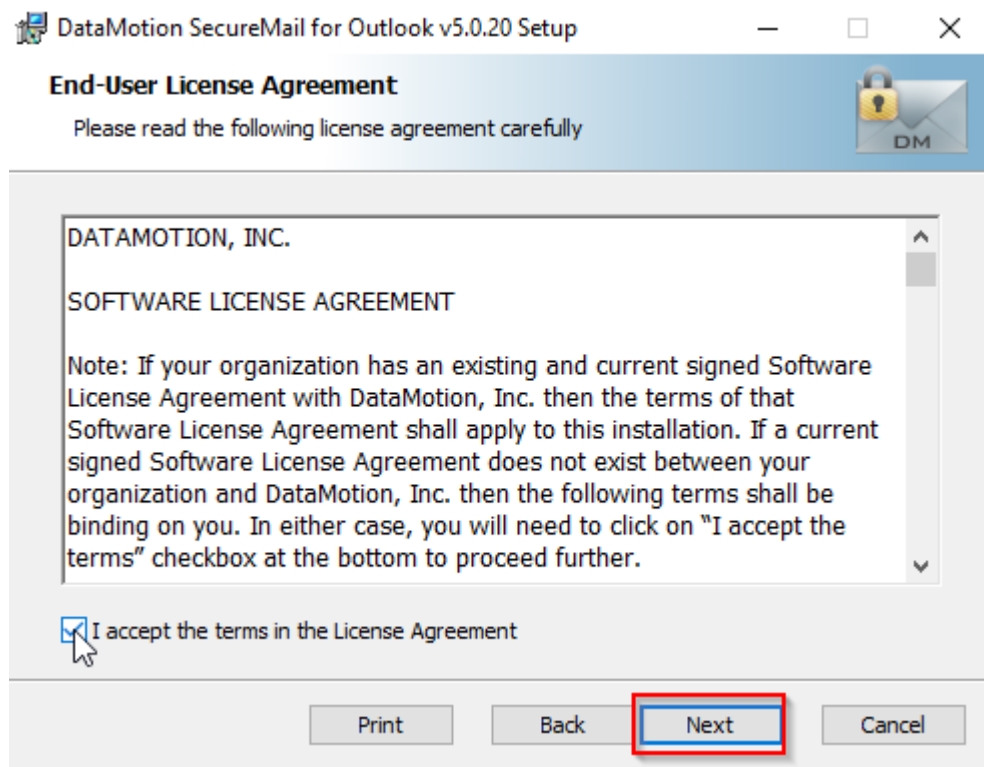 DataMotion SecureMail for Outlook v5.0.20 Setup
End-User License Agreement
Please read the following license agreement carefully
DM
DATAMOTION, INC.
SOFTWARE LICENSE AGREEMENT
Note: If your organization has an existing and current signed Software
License Agreement with DataMotion, Inc. then the terms of that
Software License Agreement shall apply to this installation. If a current
signed Software License Agreement does not exist between your
organization and DataMotion, Inc. then the following terms shall be
binding on you. In either case, you will need to click on “I accept the
terms” checkbox at the bottom to proceed further.
I accept the terms in the License Agreement
Print Back Next Cancel